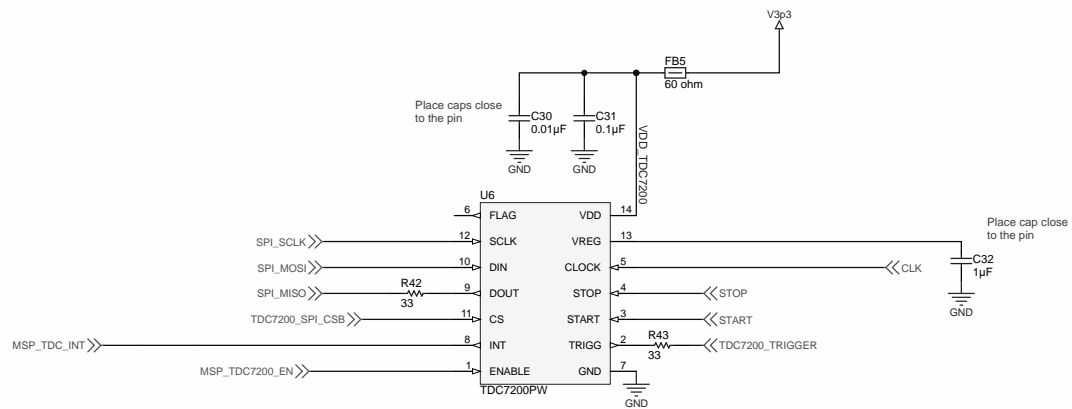 V3p3
FB5
60 ohm
Place caps close
to the pin
C30
0.01µF
C31
0.1µF
VDD_TDC7200
GND
GND
U6
6
FLAG
VDD
14
SPI_SCLK
12
SCLK
VREG
13
Place cap close
to the pin
C32
1µF
GND
SPI_MOSI
10
DIN
CLOCK
5
CLK
SPI_MISO
R42
33
9
DOUT
STOP
4
STOP
TDC7200_SPI_CSB
11
CS
START
3
START
MSP_TDC_INT
8
INT
TRIGG
2
R43
33
TDC7200_TRIGGER
MSP_TDC7200_EN
1
ENABLE
GND
7
TDC7200PW
GND